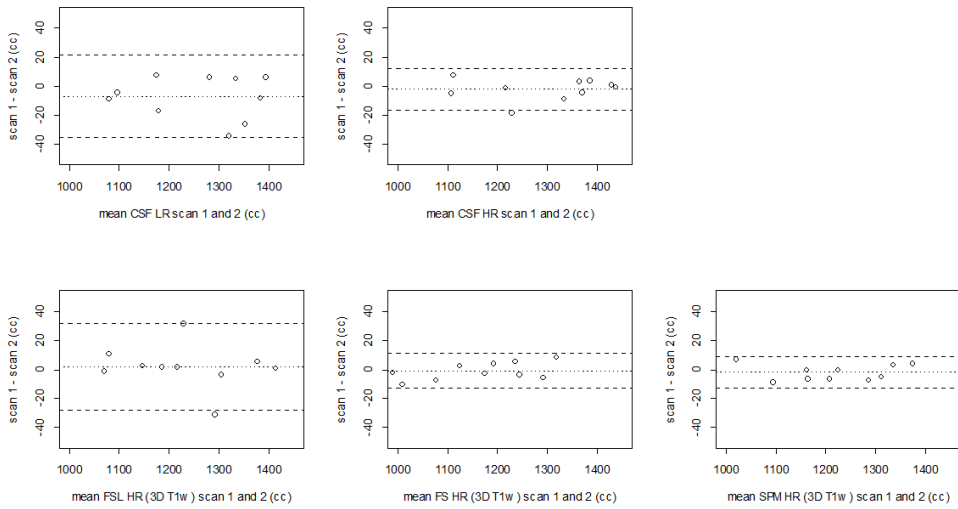 scan 1 - scan 2 (cc)
40
20
0
-20
-40
1000 1100 1200 1300 1400
mean CSF LR scan 1 and 2 (cc)
scan 1 - scan 2 (cc)
40
20
0
-20
-40
1000 1100 1200 1300 1400
mean CSF HR scan 1 and 2 (cc)
scan 1 - scan 2 (cc)
40
20
0
-20
-40
1000 1100 1200 1300 1400
mean FSL HR (3D T1w) scan 1 and 2 (cc)
scan 1 - scan 2 (cc)
40
20
0
-20
-40
1000 1100 1200 1300 1400
mean FS HR (3D T1w) scan 1 and 2 (cc)
scan 1 - scan 2 (cc)
40
20
0
-20
-40
1000 1100 1200 1300 1400
mean SPM HR (3D T1w) scan 1 and 2 (cc)